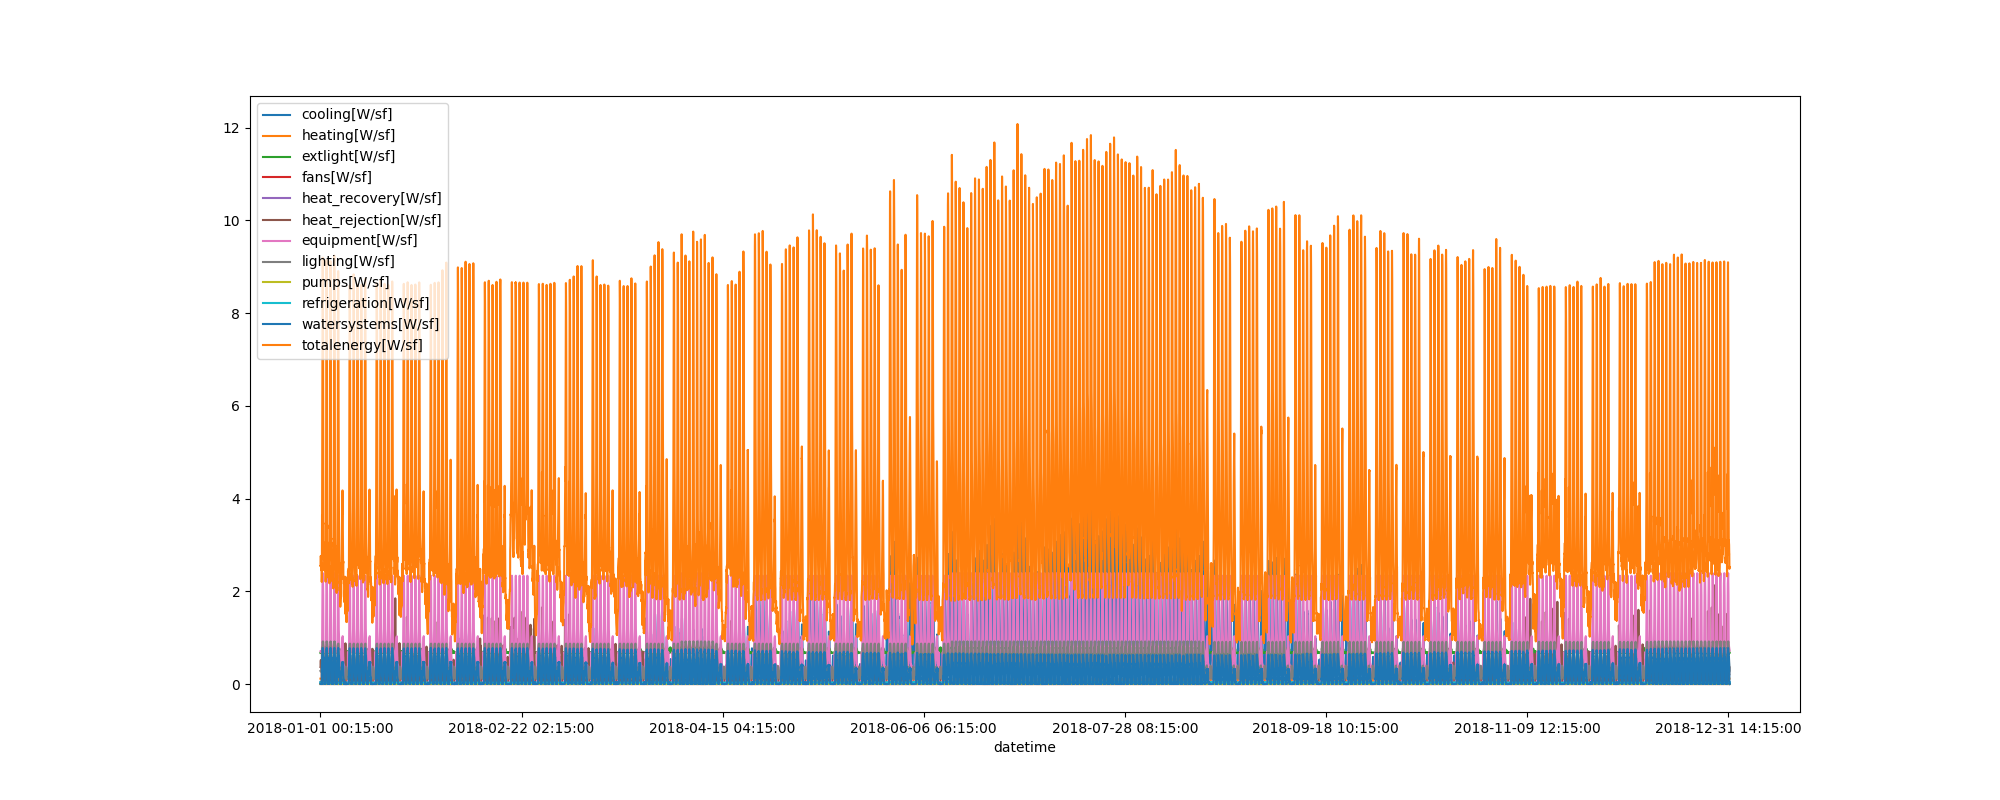 cooling[W/sf]
heating[W/sf]
extlight[W/sf]
fans[W/sf]
heat_recovery[W/sf]
heat_rejection[W/sf]
equipment[W/sf]
lighting[W/sf]
pumps[W/sf]
refrigeration[W/sf]
watersystems[W/sf]
totalenergy[W/sf]
12
10
8
6
4
2
0
2018-01-01 00:15:00 2018-02-22 02:15:00 2018-04-15 04:15:00 2018-06-06 06:15:00 2018-07-28 08:15:00 2018-09-18 10:15:00 2018-11-09 12:15:00 2018-12-31 14:15:00
datetime